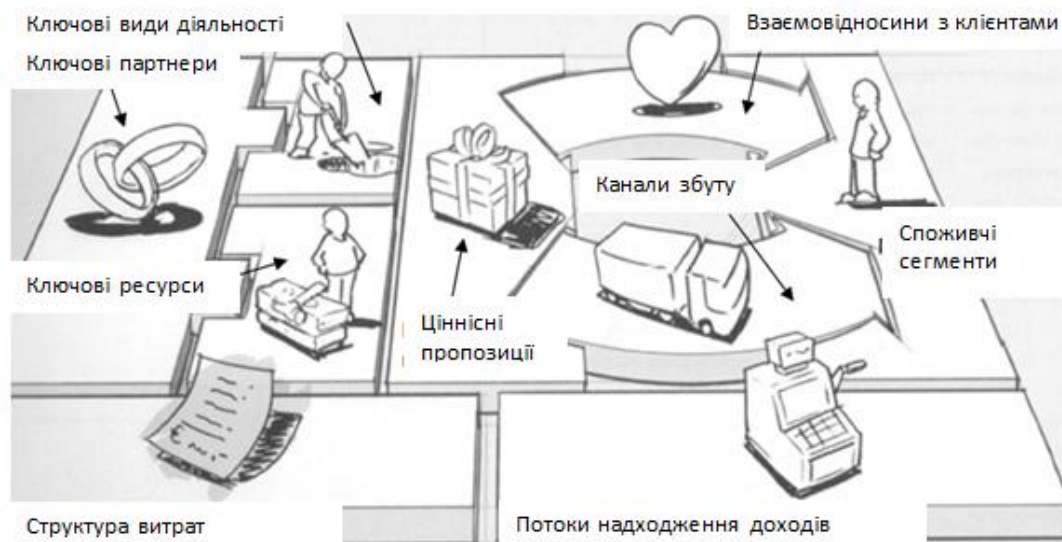 Ключові види діяльності
Взаємовідносини з клієнтами
Ключові партнери
Канали збуту
Споживчі
сегменти
Ключові ресурси
Ціннісні
пропозиції
Структура витрат
Потоки надходження доходів